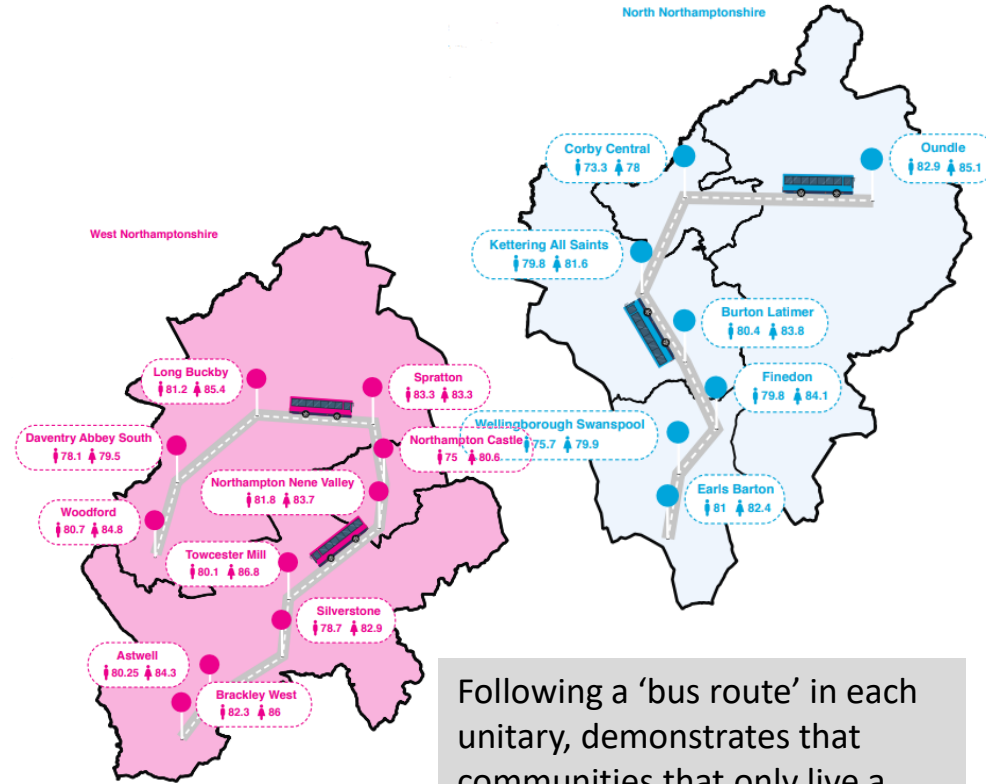 North Northamptonshire
Corby Central
73.3 78
Oundle
82.9 85.1
Kettering All Saints
79.8 81.6
Burton Latimer
80.4 83.8
Finedon
79.8 84.1
Wellingborough Swanspool
75.7 79.9
Earls Barton
81 82.4
West Northamptonshire
Long Buckby
81.2 85.4
Spratton
83.3 83.3
Daventry Abbey South
78.1 79.5
Northampton Castle
75 80.6
Northampton Nene Valley
81.8 83.7
Woodford
80.7 84.8
Towcester Mill
80.1 86.8
Silverstone
78.7 82.9
Astwell
80.25 84.3
Brackley West
82.3 86
Following a ‘bus route’ in each
unitary, demonstrates that
communities that only live a